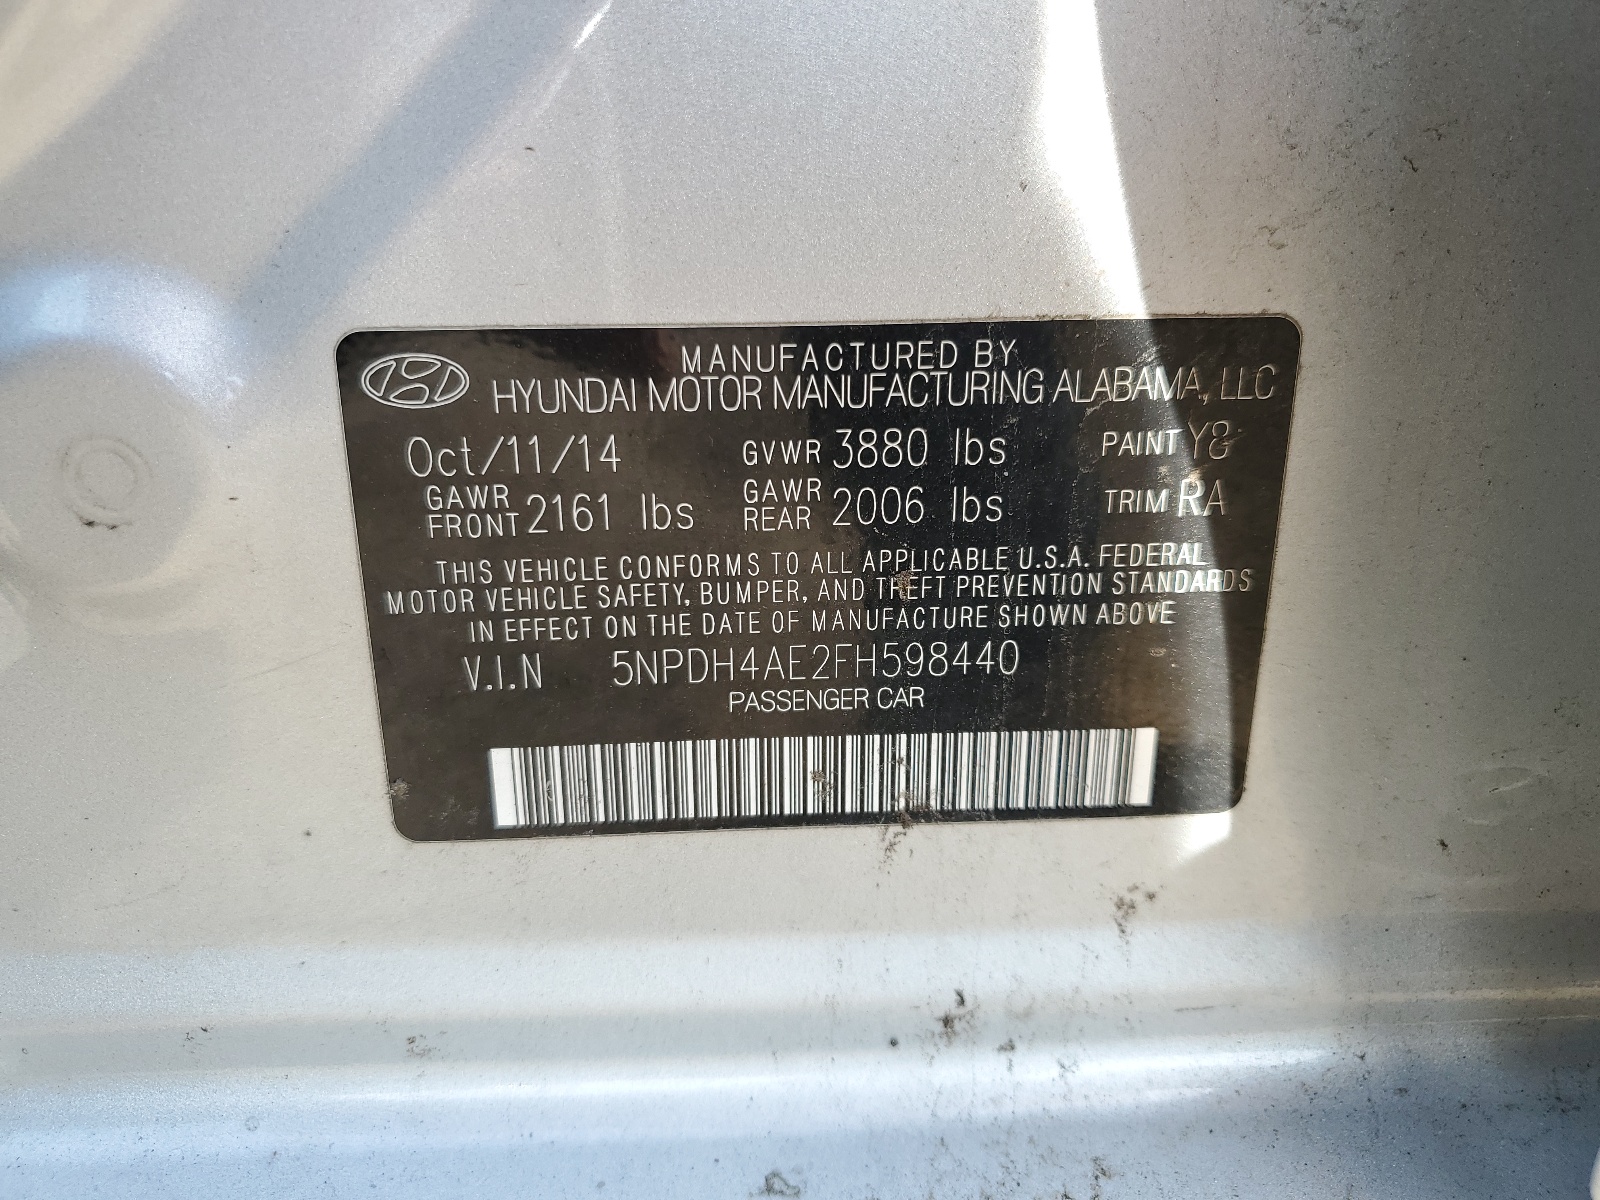 MANUFACTURED BY
HYUNDAI MOTOR MANUFACTURING ALABAMA, LLC
Oct/11/14 GVWR 3880 lbs PAINT Y8
GAWR FRONT 2161 lbs GAWR REAR 2006 lbs TRIM RA
THIS VEHICLE CONFORMS TO ALL APPLICABLE U.S.A. FEDERAL
MOTOR VEHICLE SAFETY, BUMPER, AND THEFT PREVENTION STANDARDS
IN EFFECT ON THE DATE OF MANUFACTURE SHOWN ABOVE
V.I.N 5NPDH4AE2FH598440
PASSENGER CAR